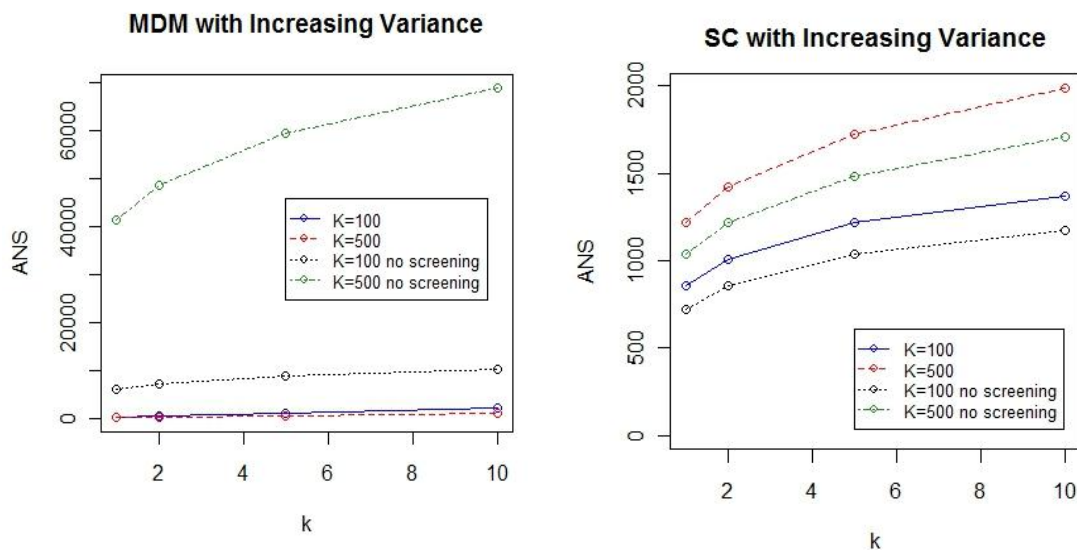 MDM with Increasing Variance
60000
40000
20000
0
ANS
K=100
K=500
K=100 no screening
K=500 no screening
2 4 6 8 10
k
SC with Increasing Variance
2000
1500
1000
500
0
ANS
K=100
K=500
K=100 no screening
K=500 no screening
2 4 6 8 10
k